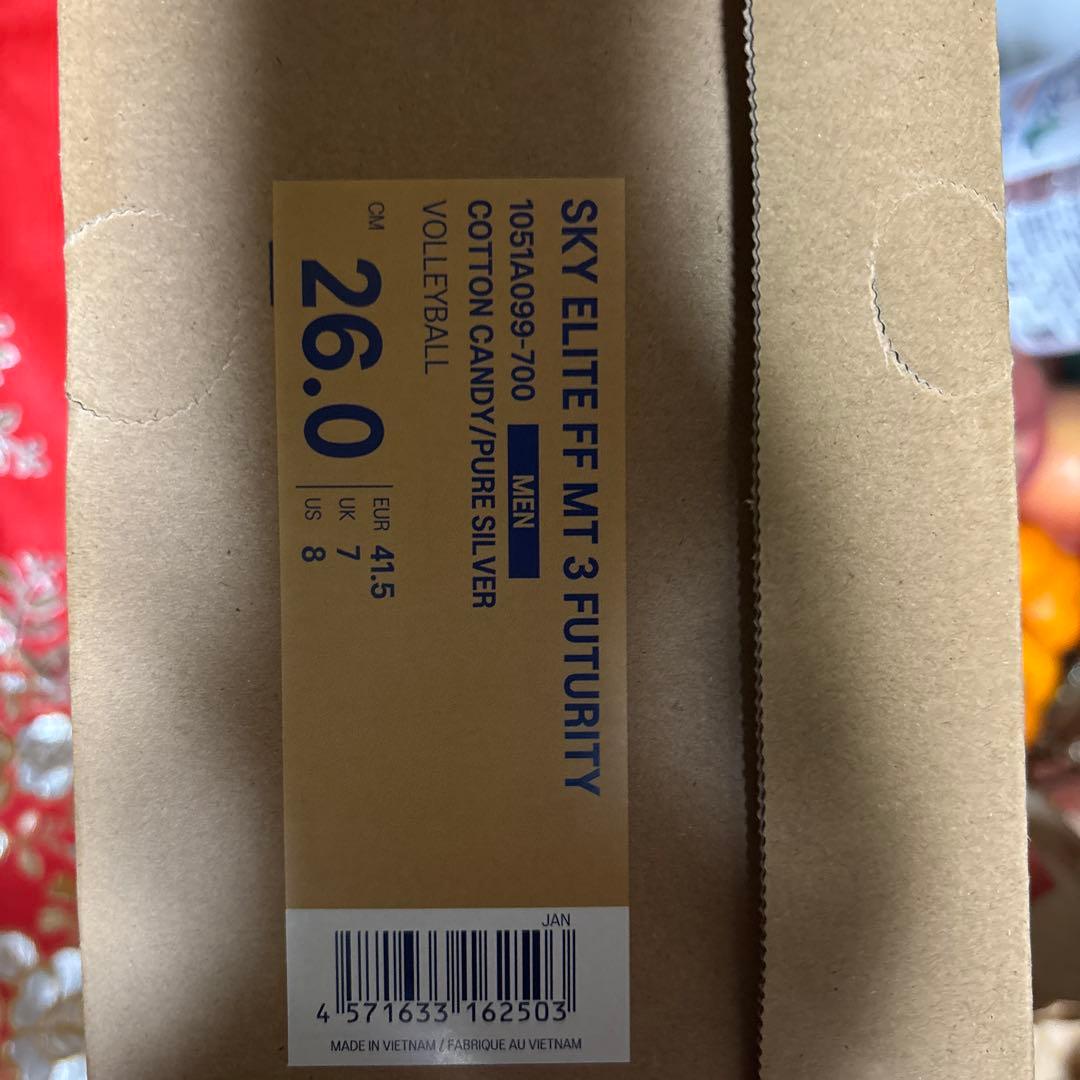 SKY ELITE FF MT 3 FUTURITY
1051A099-700 MEN
COTTON CANDY/PURE SILVER
VOLLEYBALL
CM 26.0
EUR 41.5
UK 7
US 8
JAN
4 571633 162503
MADE IN VIETNAM / FABRIQUE AU VIETNAM